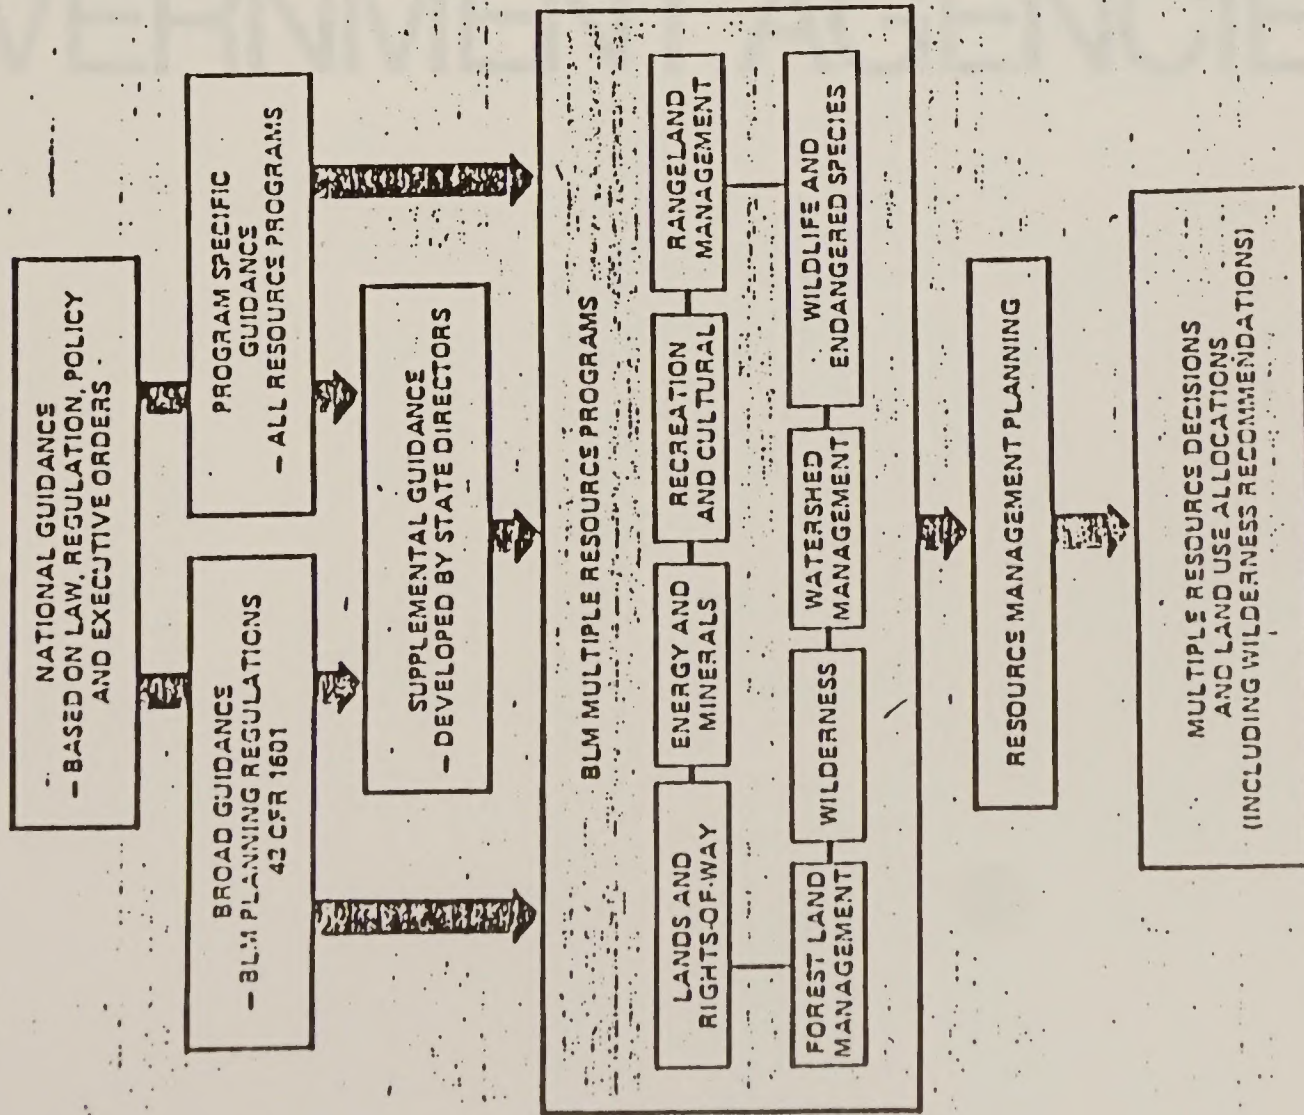 NATIONAL GUIDANCE
— BASED ON LAW, REGULATION, POLICY
AND EXECUTIVE ORDERS
BROAD GUIDANCE
— BLM PLANNING REGULATIONS
43 CFR 1601
PROGRAM SPECIFIC
GUIDANCE
— ALL RESOURCE PROGRAMS
SUPPLEMENTAL GUIDANCE
— DEVELOPED BY STATE DIRECTORS
BLM MULTIPLE RESOURCE PROGRAMS
LANDS AND
RIGHTS-OF-WAY
ENERGY AND
MINERALS
RECREATION
AND CULTURAL
RANGELAND
MANAGEMENT
FOREST LAND
MANAGEMENT
WILDERNESS
WATERSHED
MANAGEMENT
WILDLIFE AND
ENDANGERED SPECIES
RESOURCE MANAGEMENT PLANNING
MULTIPLE RESOURCES DECISIONS
AND LAND USE ALLOCATIONS
(INCLUDING WILDERNESS RECOMMENDATIONS)